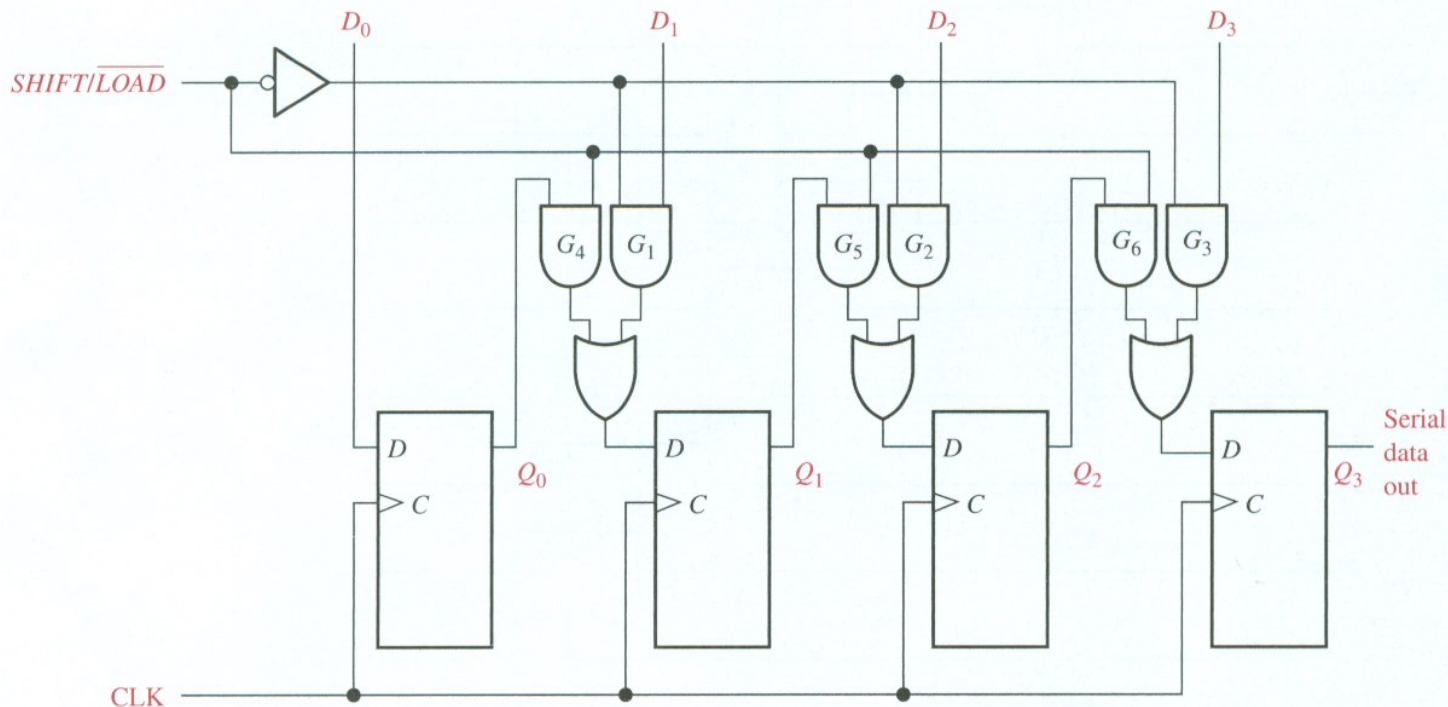 D₀ D₁ D₂ D₃
SHIFT/L̅O̅A̅D̅
G₄ G₁ G₅ G₂ G₆ G₃
D Q₀ D Q₁ D Q₂ D Q₃
C C C C
Serial
data
out
CLK